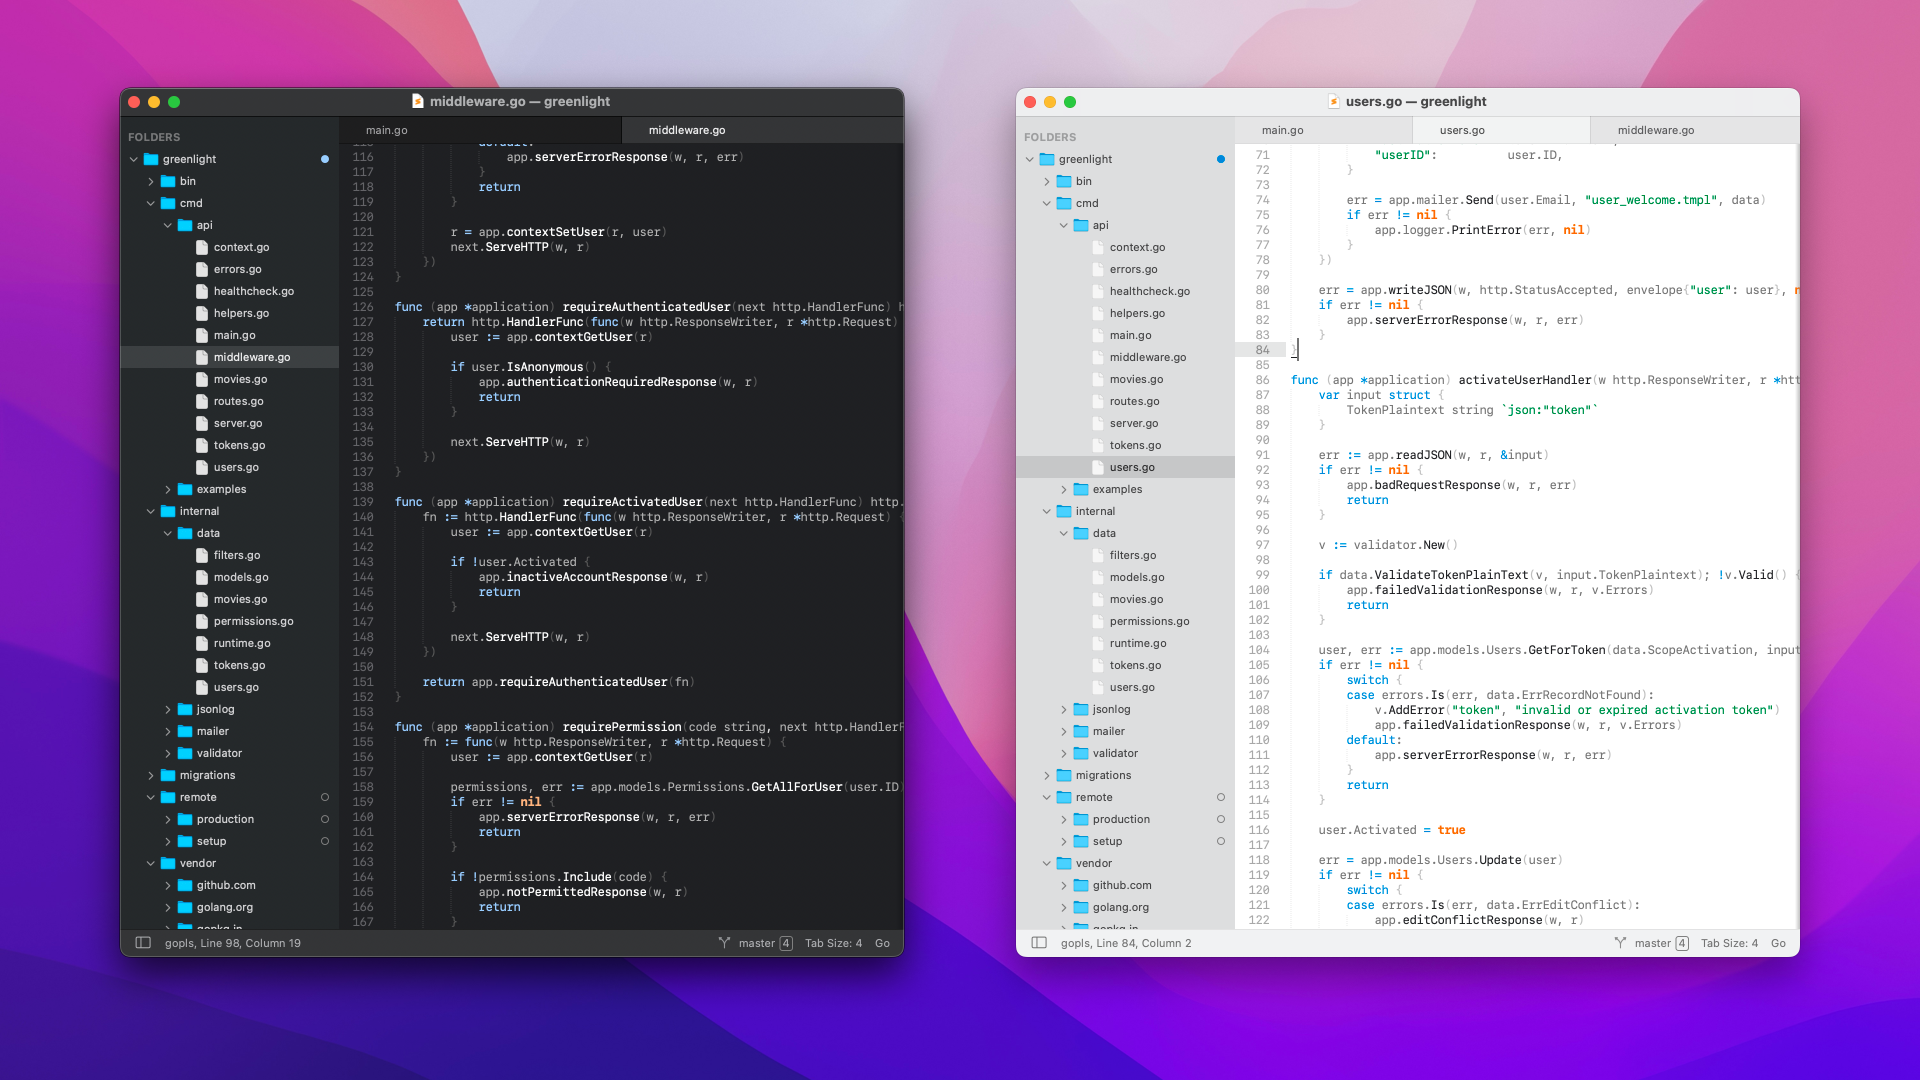 middleware.go — greenlight
FOLDERS
greenlight
bin
cmd
api
context.go
errors.go
healthcheck.go
helpers.go
main.go
middleware.go
movies.go
routes.go
server.go
tokens.go
users.go
examples
internal
data
filters.go
models.go
movies.go
permissions.go
runtime.go
tokens.go
users.go
jsonlog
mailer
validator
migrations
remote
production
setup
vendor
github.com
golang.org
main.go
middleware.go
116 app.serverErrorResponse(w, r, err)
117 }
118 return
119 }
120
121 r = app.contextSetUser(r, user)
122 next.ServeHTTP(w, r)
123 })
124 }
125
126 func (app *application) requireAuthenticatedUser(next http.HandlerFunc) h
127 return http.HandlerFunc(func(w http.ResponseWriter, r *http.Request)
128 user := app.contextGetUser(r)
129
130 if user.IsAnonymous() {
131 app.authenticationRequiredResponse(w, r)
132 return
133 }
134
135 next.ServeHTTP(w, r)
136 })
137 }
138
139 func (app *application) requireActivatedUser(next http.HandlerFunc) http.
140 fn := http.HandlerFunc(func(w http.ResponseWriter, r *http.Request) {
141 user := app.contextGetUser(r)
142
143 if !user.Activated {
144 app.inactiveAccountResponse(w, r)
145 return
146 }
147
148 next.ServeHTTP(w, r)
149 })
150
151 return app.requireAuthenticatedUser(fn)
152 }
153
154 func (app *application) requirePermission(code string, next http.HandlerF
155 fn := func(w http.ResponseWriter, r *http.Request) {
156 user := app.contextGetUser(r)
157
158 permissions, err := app.models.Permissions.GetAllForUser(user.ID)
159 if err != nil {
160 app.serverErrorResponse(w, r, err)
161 return
162 }
163
164 if !permissions.Include(code) {
165 app.notPermittedResponse(w, r)
166 return
167 }
gopls, Line 98, Column 19
master 4 Tab Size: 4 Go
users.go — greenlight
FOLDERS
greenlight
bin
cmd
api
context.go
errors.go
healthcheck.go
helpers.go
main.go
middleware.go
movies.go
routes.go
server.go
tokens.go
users.go
examples
internal
data
filters.go
models.go
movies.go
permissions.go
runtime.go
tokens.go
users.go
jsonlog
mailer
validator
migrations
remote
production
setup
vendor
github.com
golang.org
main.go
users.go
middleware.go
71 "userID": user.ID,
72 }
73
74 err = app.mailer.Send(user.Email, "user_welcome.tmpl", data)
75 if err != nil {
76 app.logger.PrintError(err, nil)
77 }
78 })
79
80 err = app.writeJSON(w, http.StatusAccepted, envelope{"user": user}, n
81 if err != nil {
82 app.serverErrorResponse(w, r, err)
83 }
84 }
85
86 func (app *application) activateUserHandler(w http.ResponseWriter, r *htt
87 var input struct {
88 TokenPlaintext string `json:"token"`
89 }
90
91 err := app.readJSON(w, r, &input)
92 if err != nil {
93 app.badRequestResponse(w, r, err)
94 return
95 }
96
97 v := validator.New()
98
99 if data.ValidateTokenPlainText(v, input.TokenPlaintext); !v.Valid() {
100 app.failedValidationResponse(w, r, v.Errors)
101 return
102 }
103
104 user, err := app.models.Users.GetForToken(data.ScopeActivation, input
105 if err != nil {
106 switch {
107 case errors.Is(err, data.ErrRecordNotFound):
108 v.AddError("token", "invalid or expired activation token")
109 app.failedValidationResponse(w, r, v.Errors)
110 default:
111 app.serverErrorResponse(w, r, err)
112 }
113 return
114 }
115
116 user.Activated = true
117
118 err = app.models.Users.Update(user)
119 if err != nil {
120 switch {
121 case errors.Is(err, data.ErrEditConflict):
122 app.editConflictResponse(w, r)
gopls, Line 84, Column 2
master 4 Tab Size: 4 Go